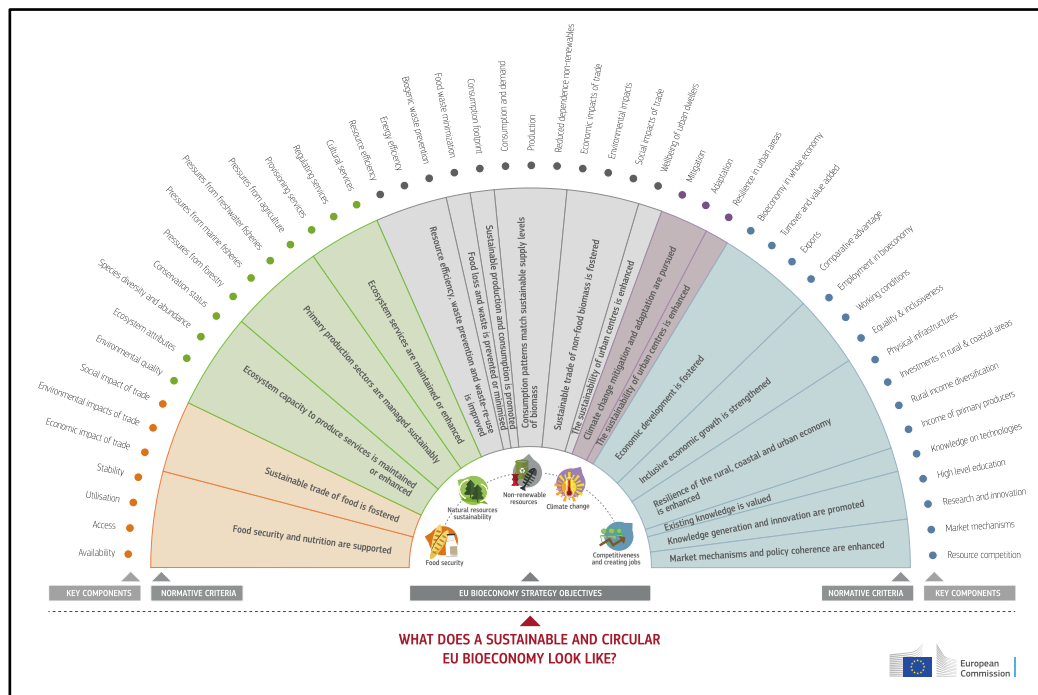 Availability
Access
Utilisation
Stability
Economic impact of trade
Environmental impacts of trade
Social impact of trade
Environmental quality
Ecosystem attributes
Species diversity and abundance
Conservation status
Pressures from forestry
Pressures from marine fisheries
Pressures from freshwater fisheries
Pressures from agriculture
Provisioning services
Regulating services
Cultural services
Resource efficiency
Energy efficiency
Biogenic waste prevention
Food waste minimization
Consumption footprint
Consumption and demand
Production
Reduced dependence non-renewables
Economic impacts of trade
Environmental impacts
Social impacts of trade
Wellbeing of urban dwellers
Mitigation
Adaptation
Resilience in urban areas
Bioeconomy in whole economy
Turnover and value added
Exports
Comparative advantage
Employment in bioeconomy
Working conditions
Equality & inclusiveness
Physical infrastructures
Investments in rural & coastal areas
Rural income diversification
Income of primary producers
Knowledge on technologies
High level education
Research and innovation
Market mechanisms
Resource competition
Food security and nutrition are supported
Sustainable trade of food is fostered
Ecosystem capacity to produce services is maintained
or enhanced
Primary production sectors are managed sustainably
Ecosystem services are maintained or enhanced
Resource efficiency, waste prevention and waste-re-use
is improved
Food loss and waste is prevented or minimised
Sustainable production and consumption is promoted
Consumption patterns match sustainable supply levels
of biomass
Sustainable trade of non-food biomass is fostered
The sustainability of urban centres is enhanced
Climate change mitigation and adaptation are pursued
The sustainability of urban centres is enhanced
Economic development is fostered
Inclusive economic growth is strengthened
Resilience of the rural, coastal and urban economy
is enhanced
Existing knowledge is valued
Knowledge generation and innovation are promoted
Market mechanisms and policy coherence are enhanced
Food security
Natural resources
sustainability
Non-renewable
resources
Climate change
Competitiveness
and creating jobs
KEY COMPONENTS
NORMATIVE CRITERIA
EU BIOECONOMY STRATEGY OBJECTIVES
NORMATIVE CRITERIA
KEY COMPONENTS
WHAT DOES A SUSTAINABLE AND CIRCULAR
EU BIOECONOMY LOOK LIKE?
European
Commission